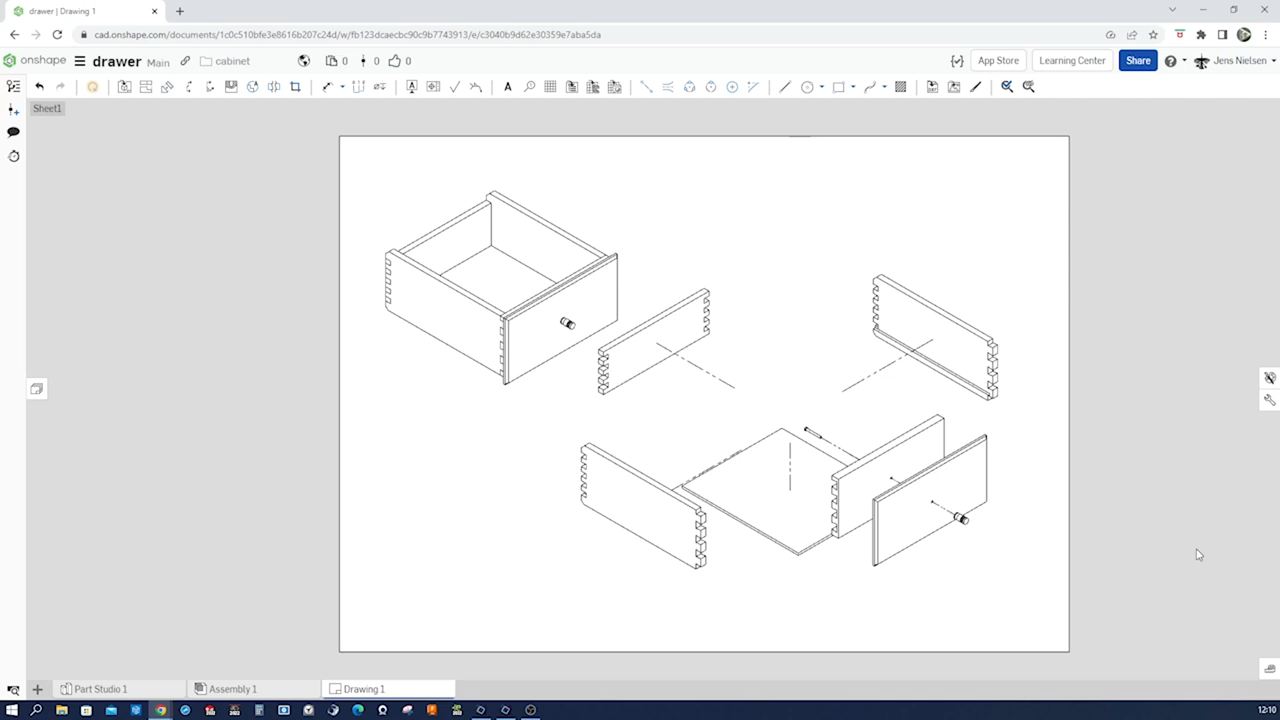 drawer | Drawing 1
cad.onshape.com/documents/1c0c510bfe3e8616b207c24d/w/fb123dcaecbc90c9b7743913/e/c3040b9d62e30359e7aba5da
onshape drawer Main cabinet 0 0 0 App Store Learning Center Share Jens Nielsen
Sheet1
Part Studio 1 Assembly 1 Drawing 1
12:10